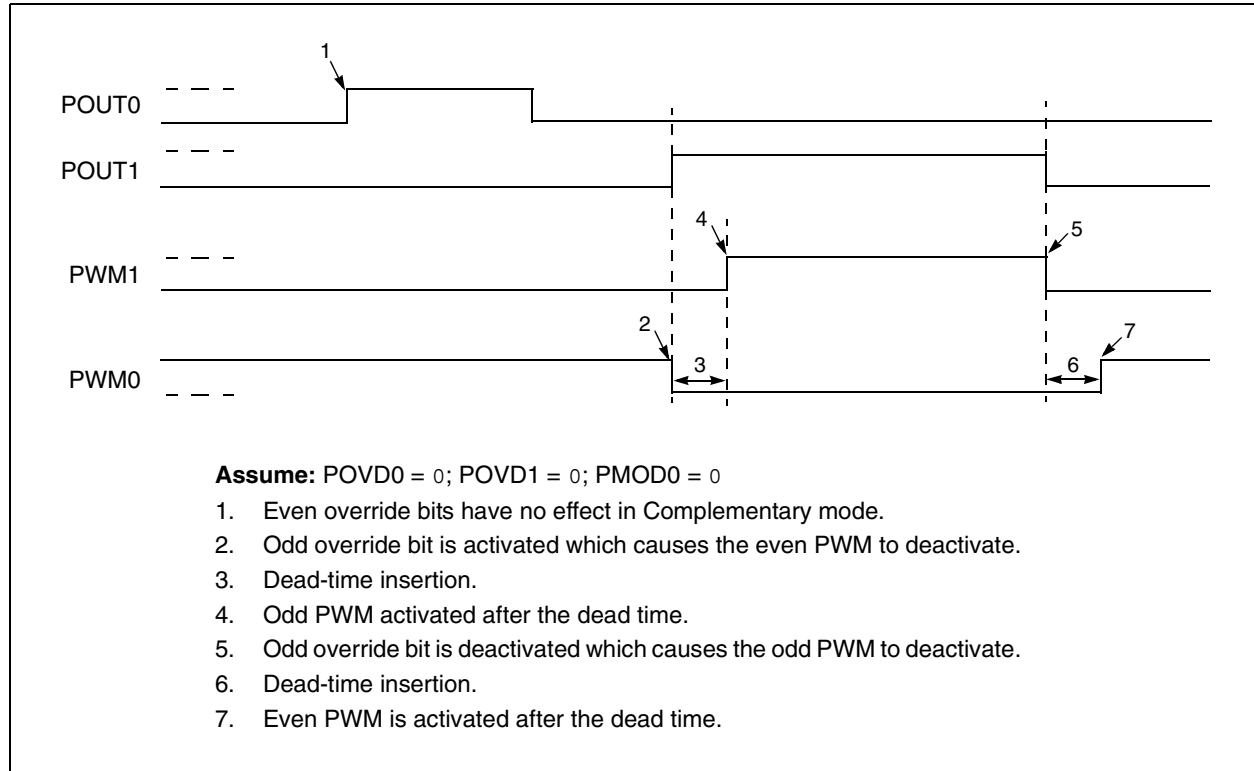 1
POUT0
POUT1
4
5
PWM1
2
7
PWM0
3
6
Assume: POVD0 = 0; POVD1 = 0; PMOD0 = 0
1. Even override bits have no effect in Complementary mode.
2. Odd override bit is activated which causes the even PWM to deactivate.
3. Dead-time insertion.
4. Odd PWM activated after the dead time.
5. Odd override bit is deactivated which causes the odd PWM to deactivate.
6. Dead-time insertion.
7. Even PWM is activated after the dead time.